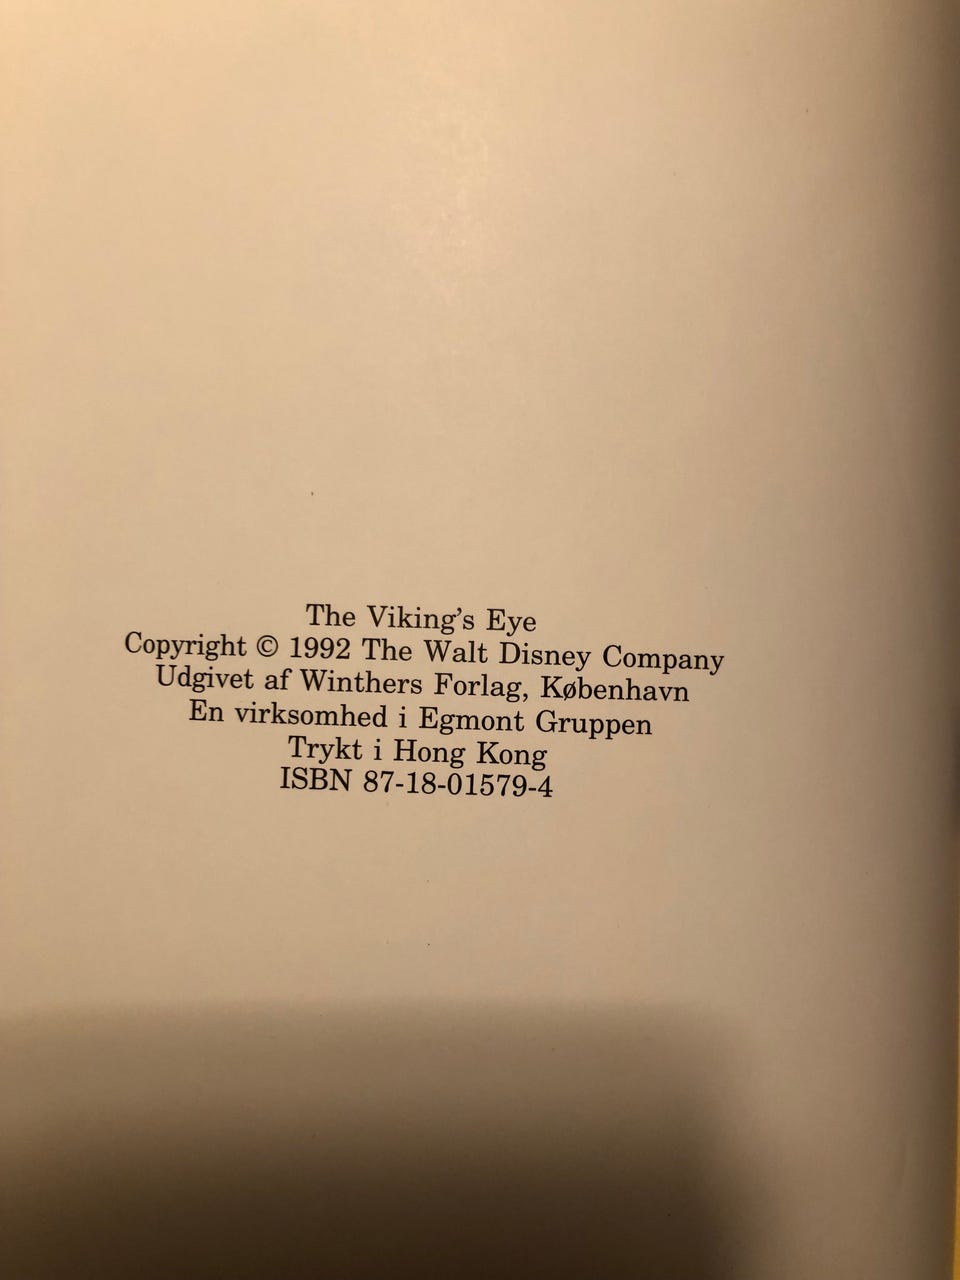 The Viking's Eye
Copyright © 1992 The Walt Disney Company
Udgivet af Winthers Forlag, København
En virksomhed i Egmont Gruppen
Trykt i Hong Kong
ISBN 87-18-01579-4